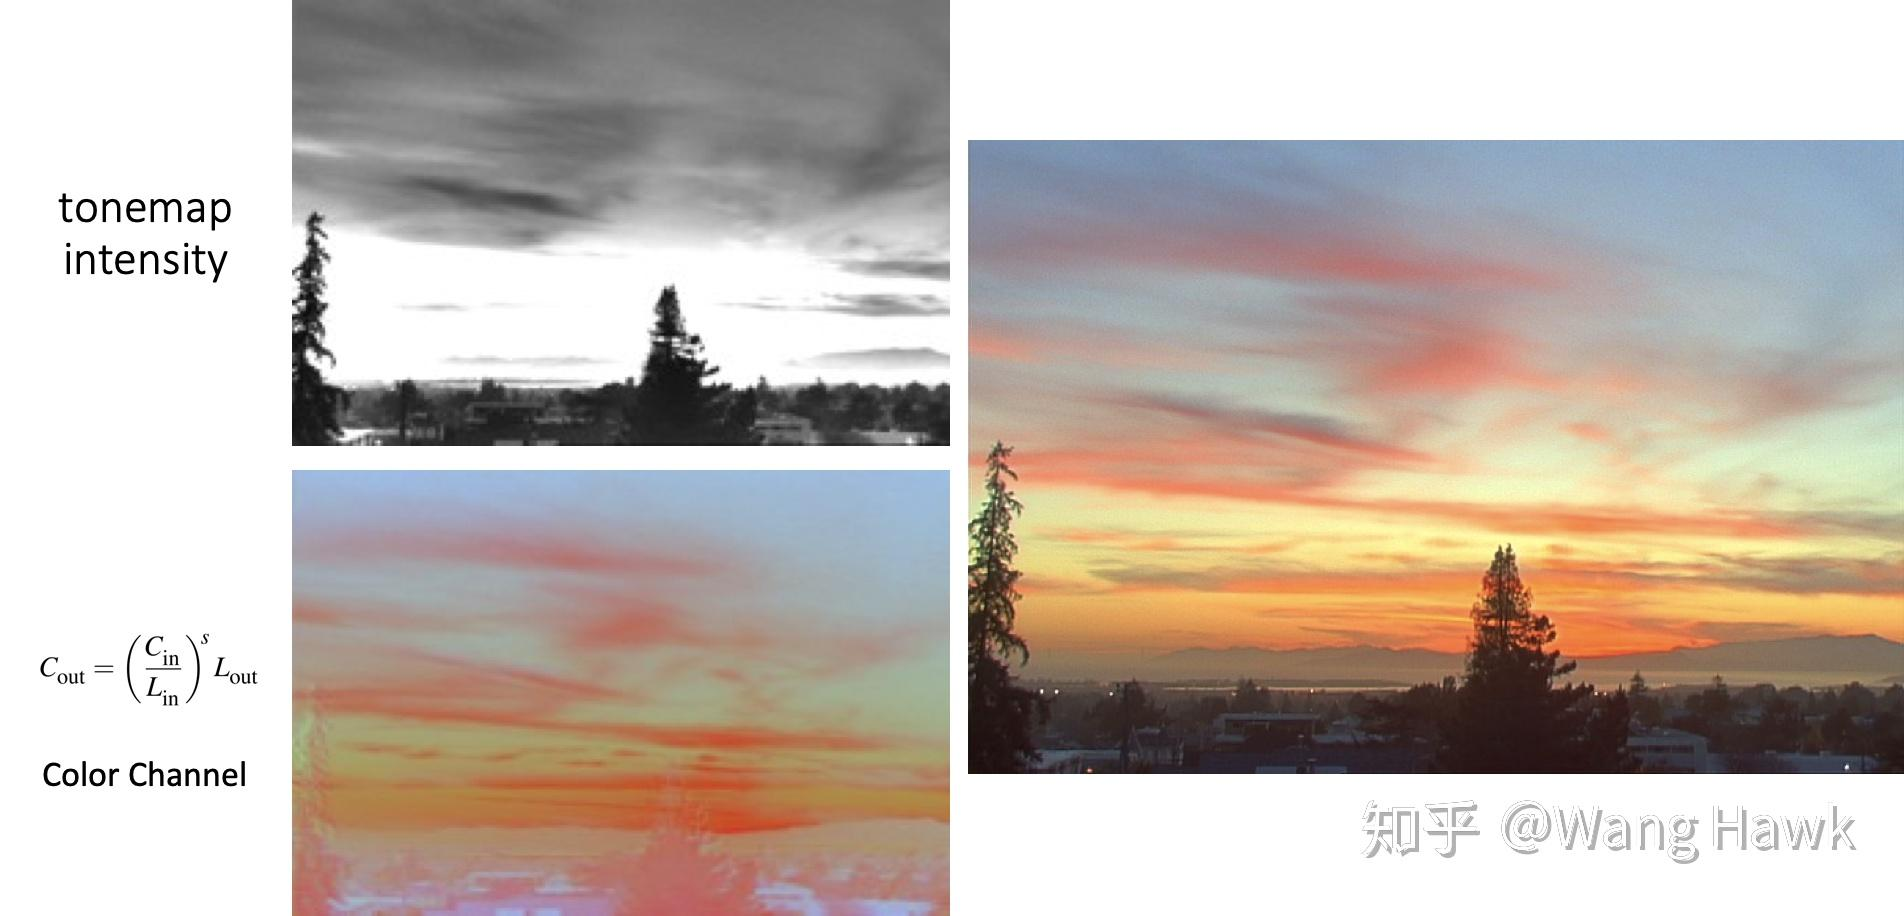 tonemap
intensity
C_out = (C_in / L_in)^s L_out
Color Channel
知乎 @Wang Hawk